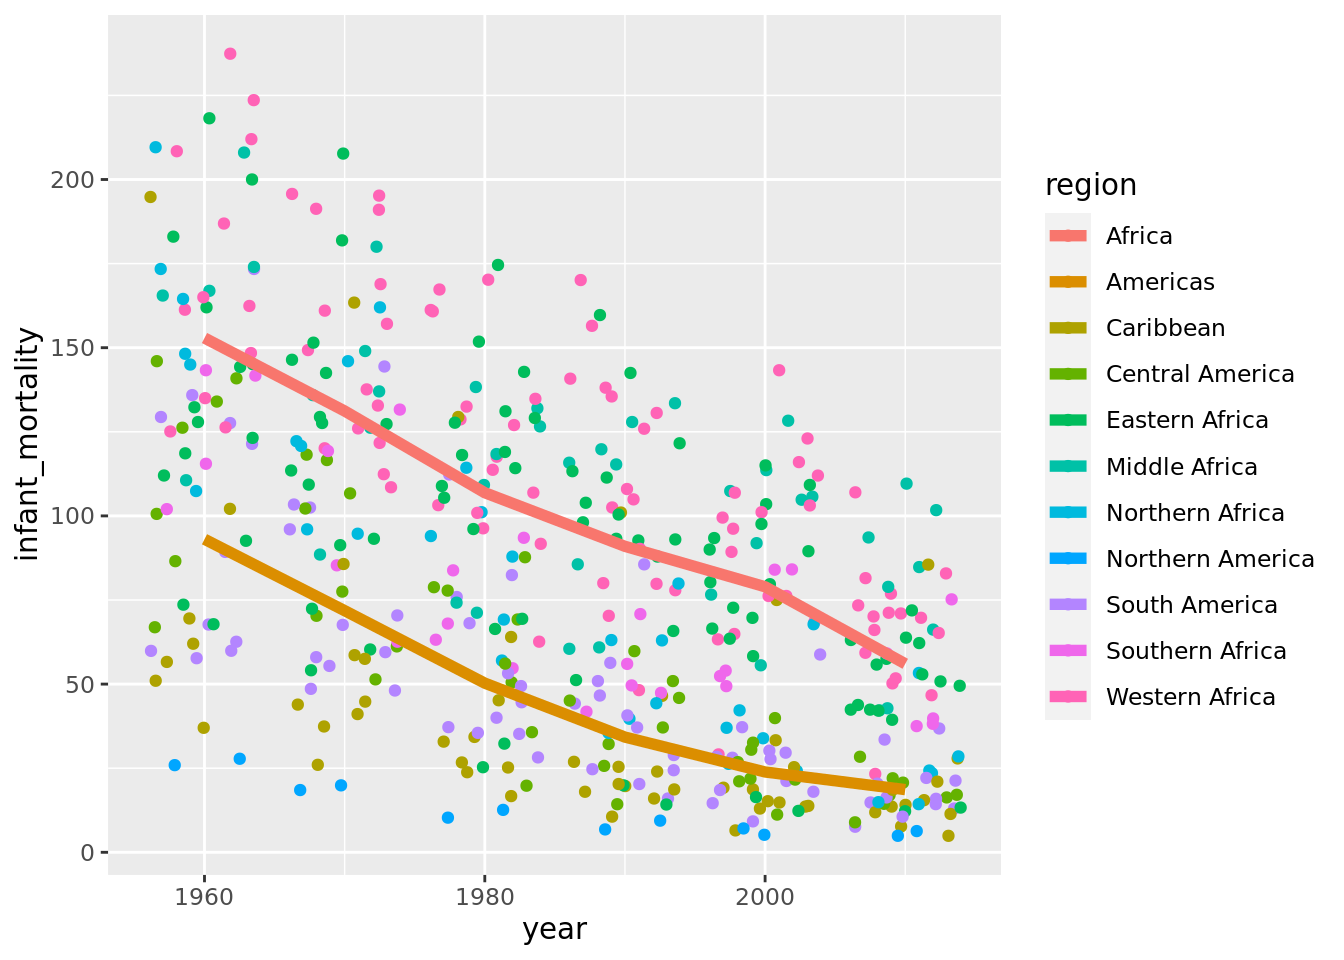 infant_mortality
200
150
100
50
0
1960
1980
2000
year
region
Africa
Americas
Caribbean
Central America
Eastern Africa
Middle Africa
Northern Africa
Northern America
South America
Southern Africa
Western Africa